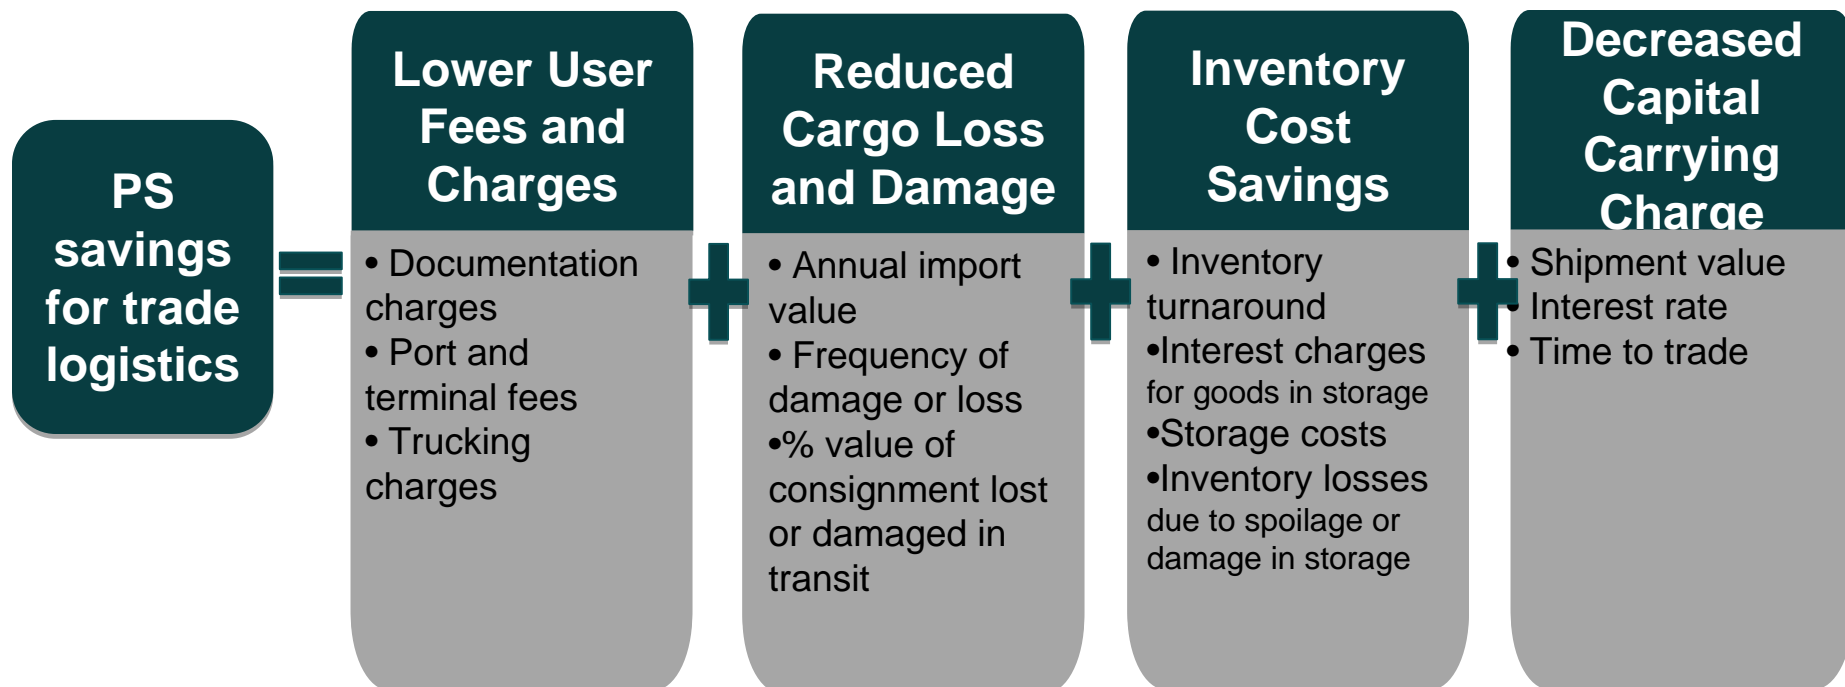 PS
savings
for trade
logistics
Lower User
Fees and
Charges
• Documentation
charges
• Port and
terminal fees
• Trucking
charges
Reduced
Cargo Loss
and Damage
• Annual import
value
• Frequency of
damage or loss
•% value of
consignment lost
or damaged in
transit
Inventory
Cost
Savings
• Inventory
turnaround
•Interest charges
for goods in storage
•Storage costs
•Inventory losses
due to spoilage or
damage in storage
Decreased
Capital
Carrying
Charge
• Shipment value
• Interest rate
• Time to trade